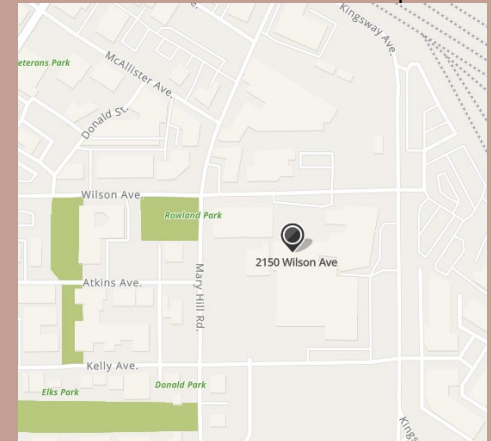 Kingsway Ave.
eterans Park
McAllister Ave.
Donald St.
Wilson Ave.
Rowland Park
2150 Wilson Ave
Atkins Ave.
Mary Hill Rd.
Kelly Ave.
Donald Park
Elks Park
Kings